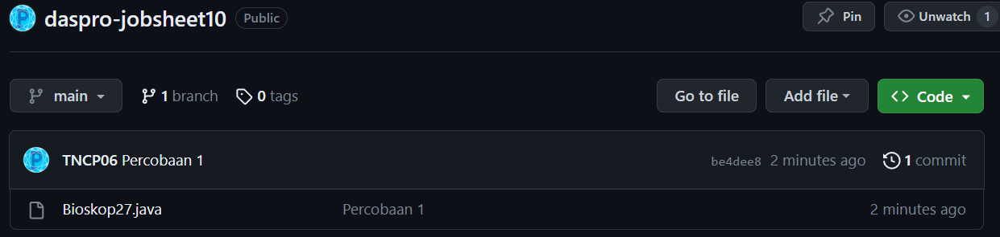 daspro-jobsheet10 Public Pin Unwatch 1
main 1 branch 0 tags Go to file Add file Code
TNCP06 Percobaan 1 be4dee8 2 minutes ago 1 commit
Bioskop27.java Percobaan 1 2 minutes ago